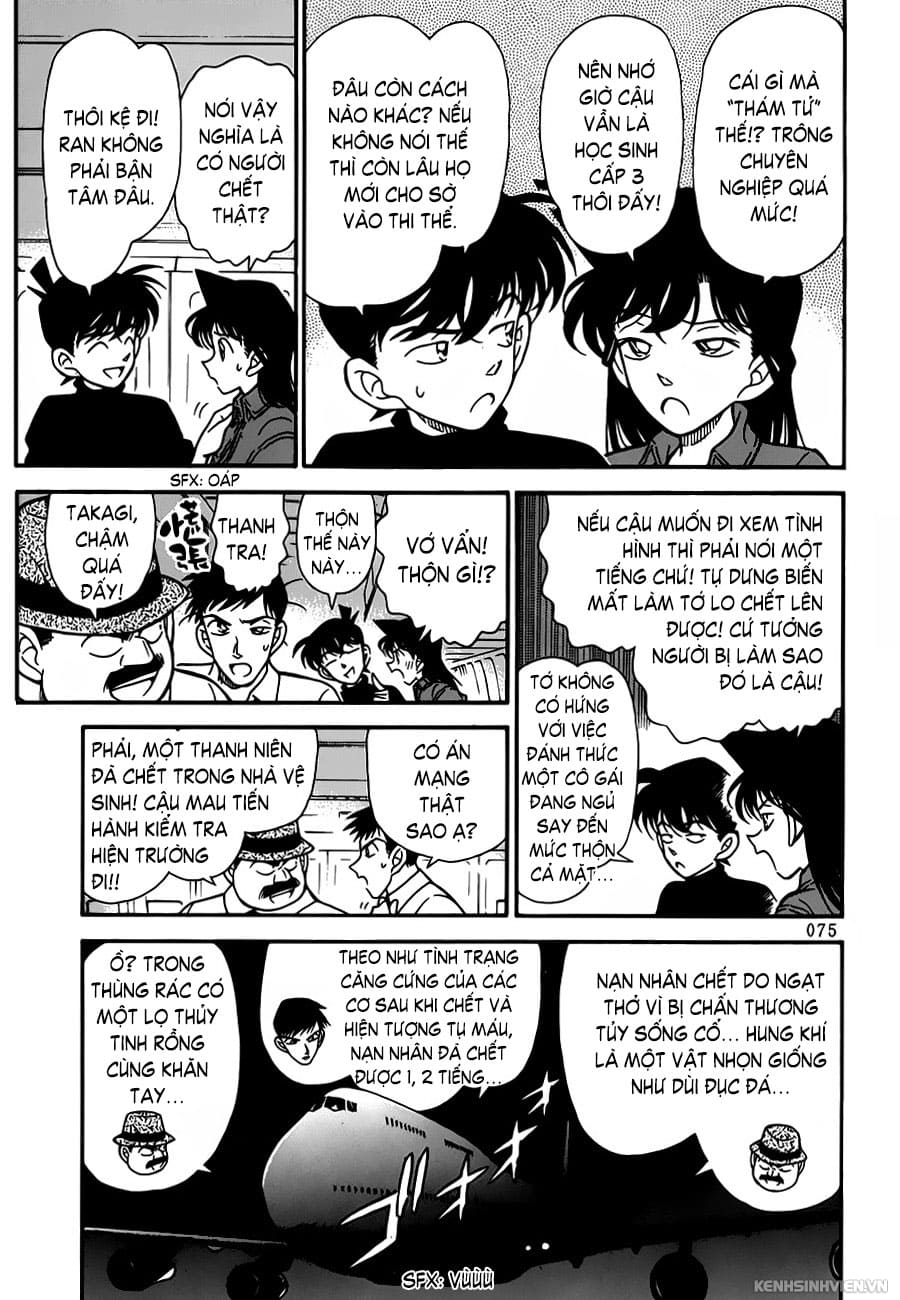 CÁI GÌ MÀ
"THÁM TỬ"
THẾ!? TRÔNG
CHUYÊN
NGHIỆP QUÁ
MỨC!
NÊN NHỚ
GIỜ CẬU
VẪN LÀ
HỌC SINH
CẤP 3
THÔI ĐẤY!
ĐÂU CÒN CÁCH
NÀO KHÁC? NẾU
KHÔNG NÓI THẾ
THÌ CÒN LÂU HỌ
MỚI CHO SỜ
VÀO THI THỂ.
NÓI VẬY
NGHĨA LÀ
CÓ NGƯỜI
CHẾT
THẬT?
THÔI KỆ ĐI!
RAN KHÔNG
PHẢI BẬN
TÂM ĐÂU.
NẾU CẬU MUỐN ĐI XEM TÌNH
HÌNH THÌ PHẢI NÓI MỘT
TIẾNG CHỨ! TỰ DƯNG BIẾN
MẤT LÀM TỚ LO CHẾT LÊN
ĐƯỢC! CỨ TƯỞNG
NGƯỜI BỊ LÀM SAO
ĐÓ LÀ CẬU!
TỚ KHÔNG
CÓ HỨNG
VỚI VIỆC
ĐÁNH THỨC
MỘT CÔ GÁI
ĐANG NGỦ
SAY ĐẾN
MỨC THỘN
CẢ MẶT...
VỚ VẨN!
THỘN GÌ!?
THỘN
THẾ NÀY
NÀY...
THANH
TRA!
SFX: OÁP
TAKAGI,
CHẬM
QUÁ
ĐẤY!
CÓ ÁN
MẠNG
THẬT
SAO Ạ?
PHẢI, MỘT THANH NIÊN
ĐÃ CHẾT TRONG NHÀ VỆ
SINH! CẬU MAU TIẾN
HÀNH KIỂM TRA
HIỆN TRƯỜNG
ĐI!!
075
NẠN NHÂN CHẾT DO NGẠT
THỞ VÌ BỊ CHẤN THƯƠNG
TỦY SỐNG CỔ... HUNG KHÍ
LÀ MỘT VẬT NHỌN GIỐNG
NHƯ DÙI ĐỤC ĐÁ...
THEO NHƯ TÌNH TRẠNG
CĂNG CỨNG CỦA CÁC
CƠ SAU KHI CHẾT VÀ
HIỆN TƯỢNG TỤ MÁU,
NẠN NHÂN ĐÃ CHẾT
ĐƯỢC 1, 2 TIẾNG...
Ồ? TRONG
THÙNG RÁC CÓ
MỘT LỌ THỦY
TINH RỖNG
CÙNG KHĂN
TAY...
SFX: VÙÙÙ
KENHSINHVIEN.VN